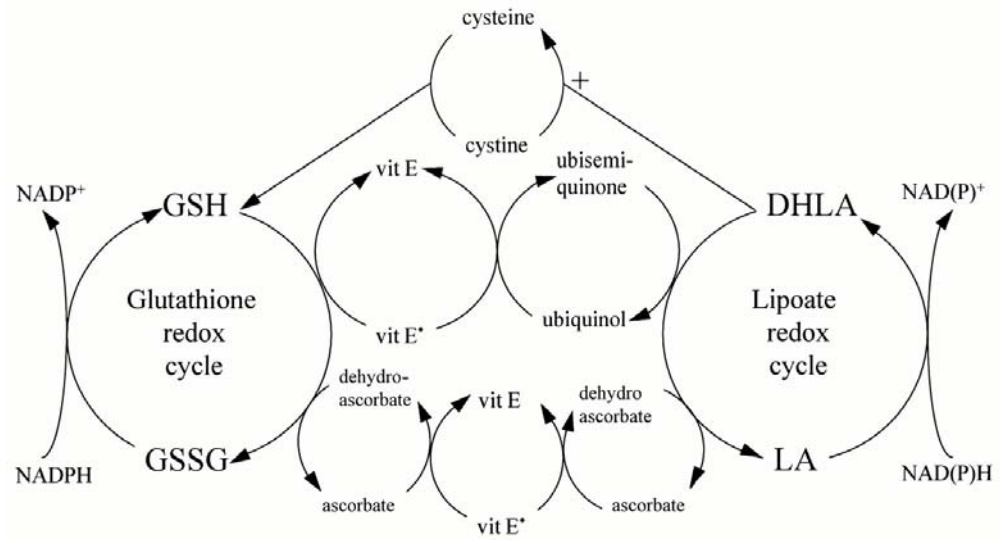 cysteine
+
cystine
vit E
ubisemi-
quinone
NADP⁺
GSH
DHLA
NAD(P)⁺
Glutathione
redox
cycle
Lipoate
redox
cycle
ubiquinol
vit E•
dehydro-
ascorbate
vit E
dehydro
ascorbate
NADPH
GSSG
LA
NAD(P)H
ascorbate
ascorbate
vit E•